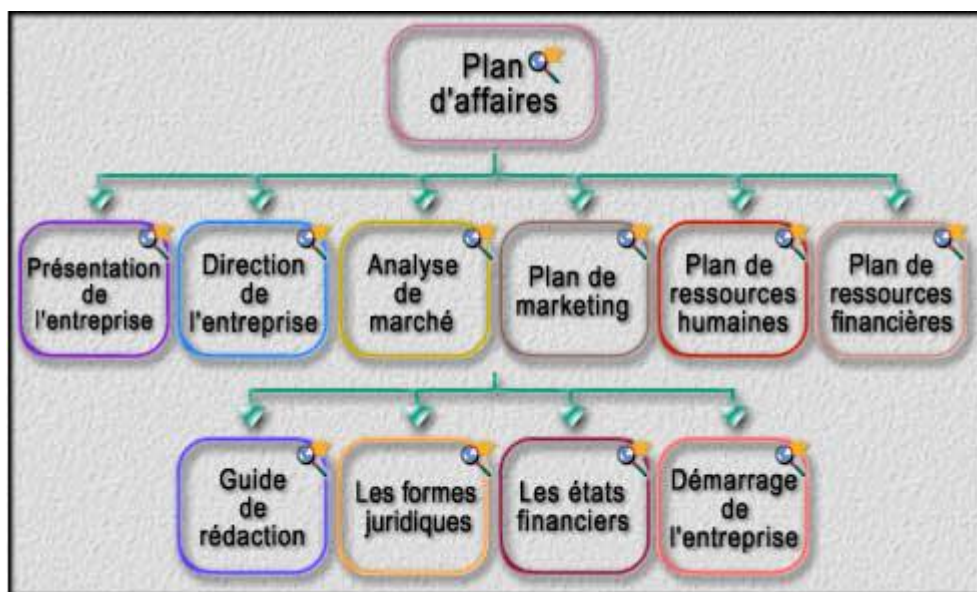 Plan
d'affaires
Présentation
de
l'entreprise
Direction
de
l'entreprise
Analyse
de
marché
Plan de
marketing
Plan de
ressources
humaines
Plan de
ressources
financières
Guide
de
rédaction
Les formes
juridiques
Les états
financiers
Démarrage
de
l'entreprise